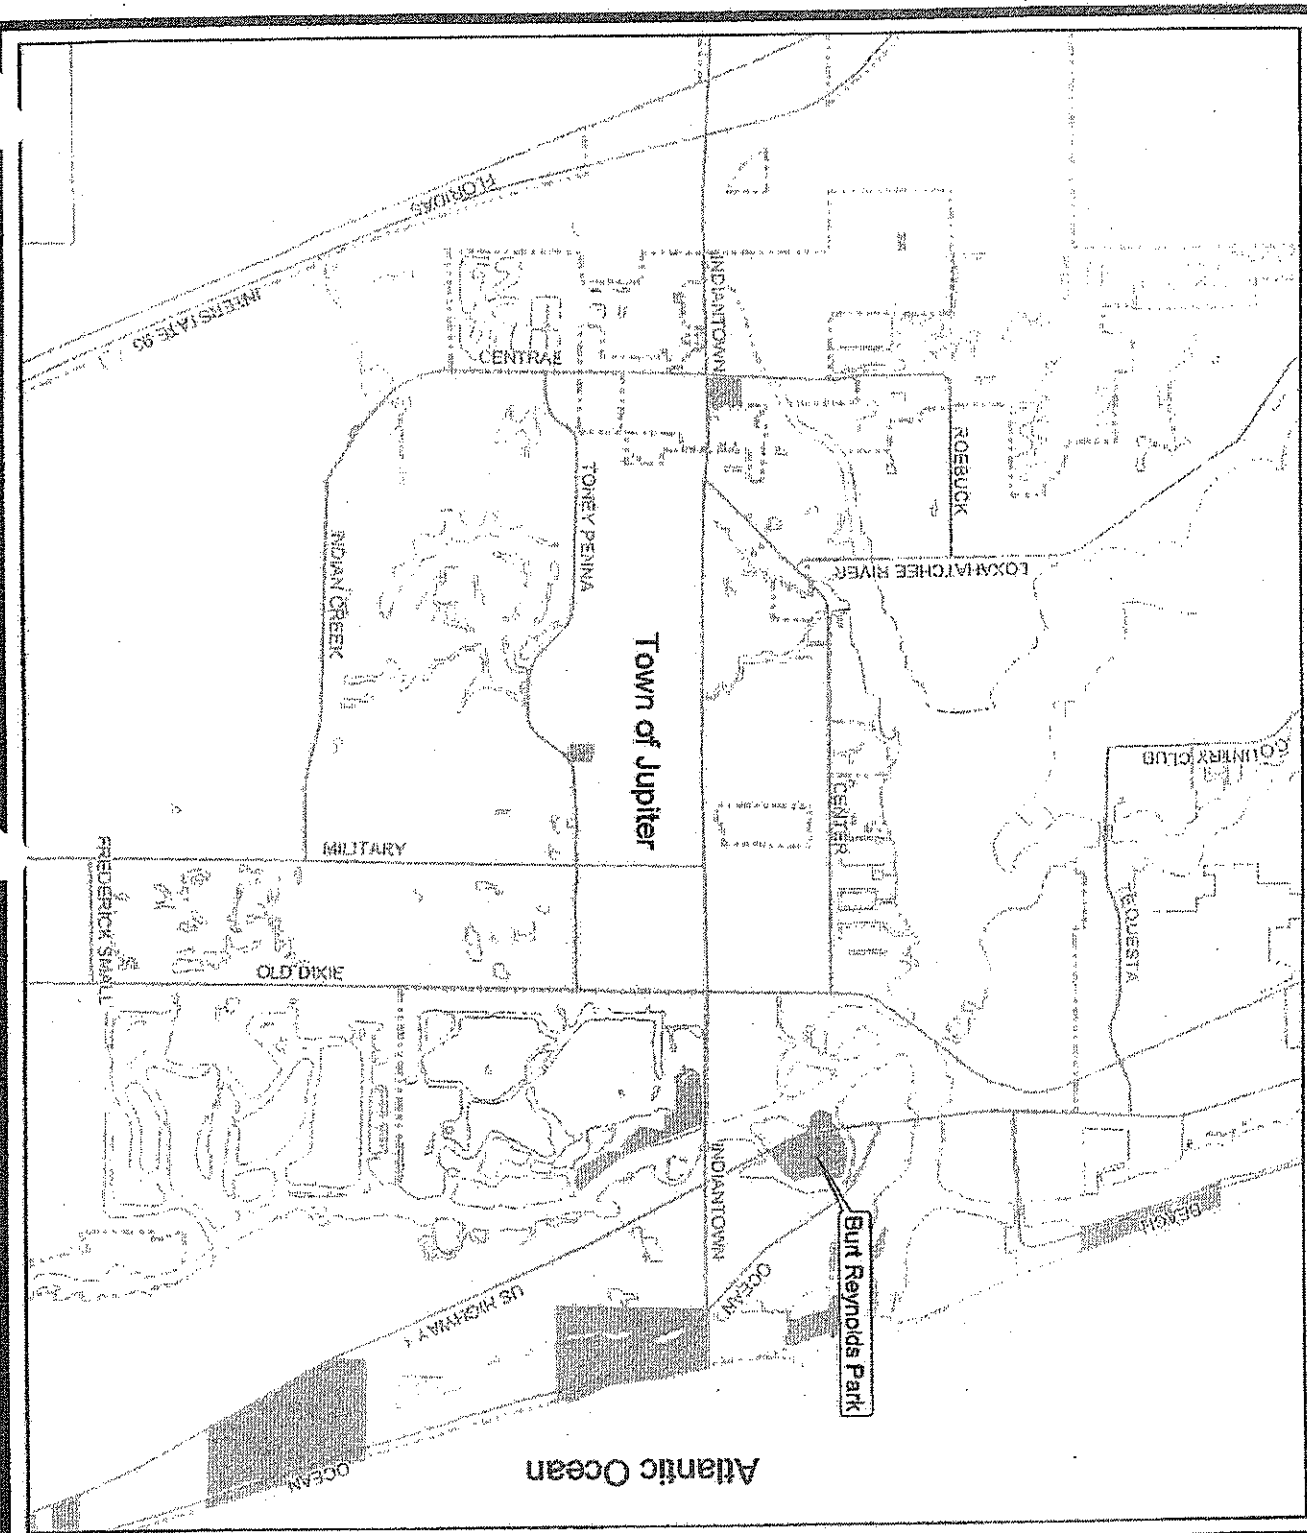 FLORIDAS
INTERSTATE 95
CENTRAL
INDIANTOWN
ROEBUCK
TONEY PENNA
INDIAN CREEK
LOXAHATCHEE RIVER
Town of Jupiter
COUNTRY CLUB
CENTER
MILITARY
FREDERICK SMALL
TEQUESTA
OLD DIXIE
INDIANTOWN
BEACH
Burt Reynolds Park
OCEAN
US HIGHWAY 1
OCEAN
Atlantic Ocean